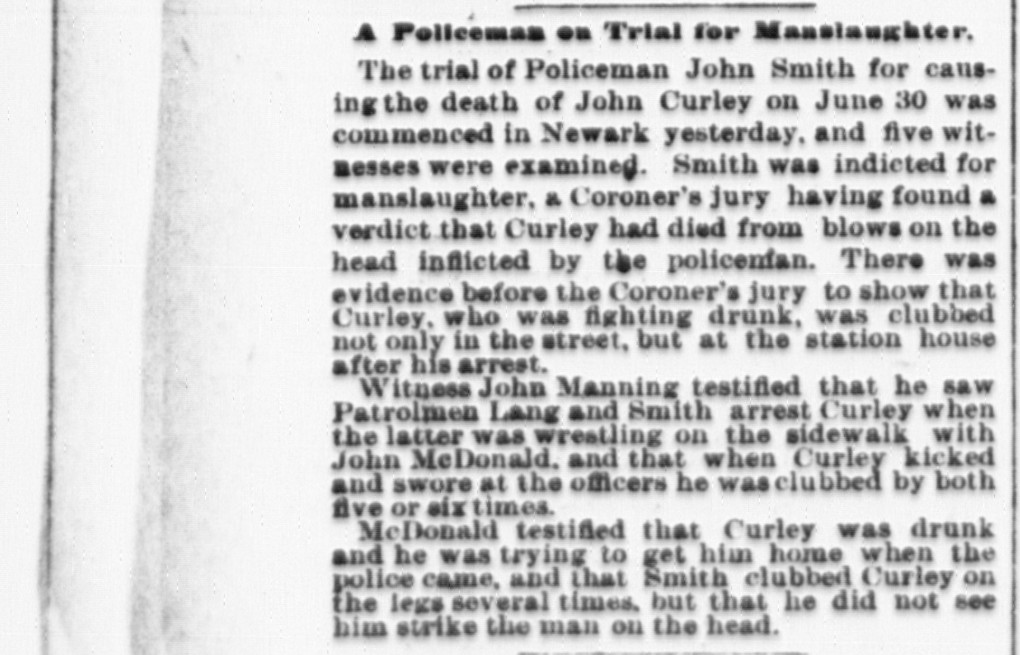 A Policeman on Trial for Manslaughter.
The trial of Policeman John Smith for caus-
ing the death of John Curley on June 30 was
commenced in Newark yesterday, and five wit-
nesses were examined. Smith was indicted for
manslaughter, a Coroner's jury having found a
verdict that Curley had died from blows on the
head inflicted by the policeman. There was
evidence before the Coroner's jury to show that
Curley, who was fighting drunk, was clubbed
not only in the street, but at the station house
after his arrest.
Witness John Manning testified that he saw
Patrolmen Lang and Smith arrest Curley when
the latter was wrestling on the sidewalk with
John McDonald, and that when Curley kicked
and swore at the officers he was clubbed by both
five or six times.
McDonald testified that Curley was drunk
and he was trying to get him home when the
police came, and that Smith clubbed Curley on
the legs several times, but that he did not see
him strike the man on the head.